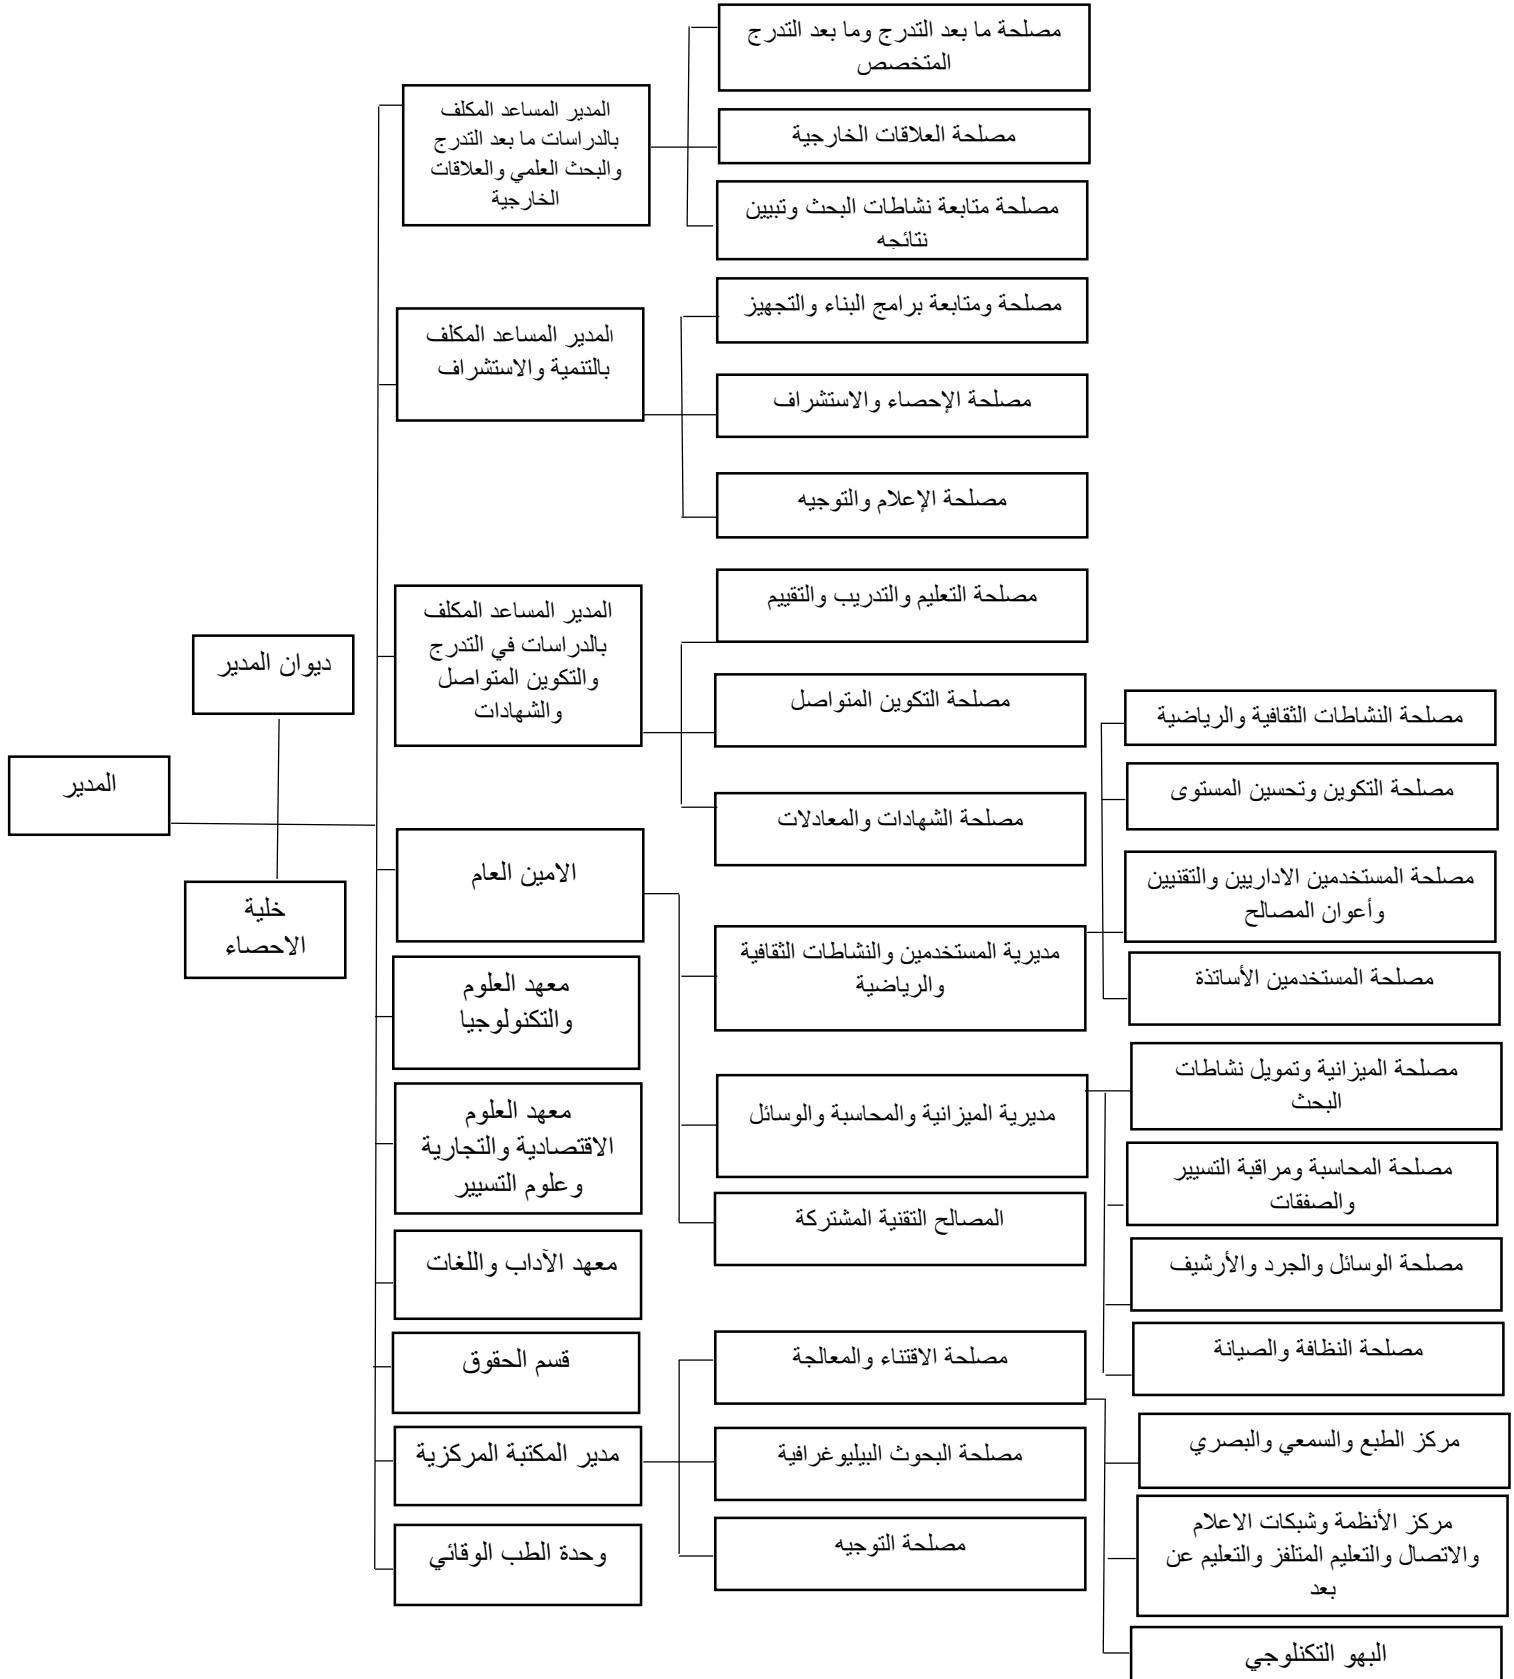 المدير
ديوان المدير
خلية
الاحصاء
المدير المساعد المكلف
بالدراسات ما بعد التدرج
والبحث العلمي والعلاقات
الخارجية
مصلحة ما بعد التدرج وما بعد التدرج
المتخصص
مصلحة العلاقات الخارجية
مصلحة متابعة نشاطات البحث وتبيين
نتائجه
المدير المساعد المكلف
بالتنمية والاستشراف
مصلحة ومتابعة برامج البناء والتجهيز
مصلحة الإحصاء والاستشراف
مصلحة الإعلام والتوجيه
المدير المساعد المكلف
بالدراسات في التدرج
والتكوين المتواصل
والشهادات
مصلحة التعليم والتدريب والتقييم
مصلحة التكوين المتواصل
مصلحة الشهادات والمعادلات
الامين العام
مديرية المستخدمين والنشاطات الثقافية
والرياضية
مصلحة النشاطات الثقافية والرياضية
مصلحة التكوين وتحسين المستوى
مصلحة المستخدمين الاداريين والتقنيين
وأعوان المصالح
مصلحة المستخدمين الأساتذة
مديرية الميزانية والمحاسبة والوسائل
مصلحة الميزانية وتمويل نشاطات
البحث
مصلحة المحاسبة ومراقبة التسيير
والصفقات
مصلحة الوسائل والجرد والأرشيف
مصلحة النظافة والصيانة
المصالح التقنية المشتركة
معهد العلوم
والتكنولوجيا
معهد العلوم
الاقتصادية والتجارية
وعلوم التسيير
معهد الآداب واللغات
قسم الحقوق
مدير المكتبة المركزية
مصلحة الاقتناء والمعالجة
مصلحة البحوث البيليوغرافية
مصلحة التوجيه
مركز الطبع والسمعي والبصري
مركز الأنظمة وشبكات الاعلام
والاتصال والتعليم المتلفز والتعليم عن
بعد
البهو التكنلوجي
وحدة الطب الوقائي